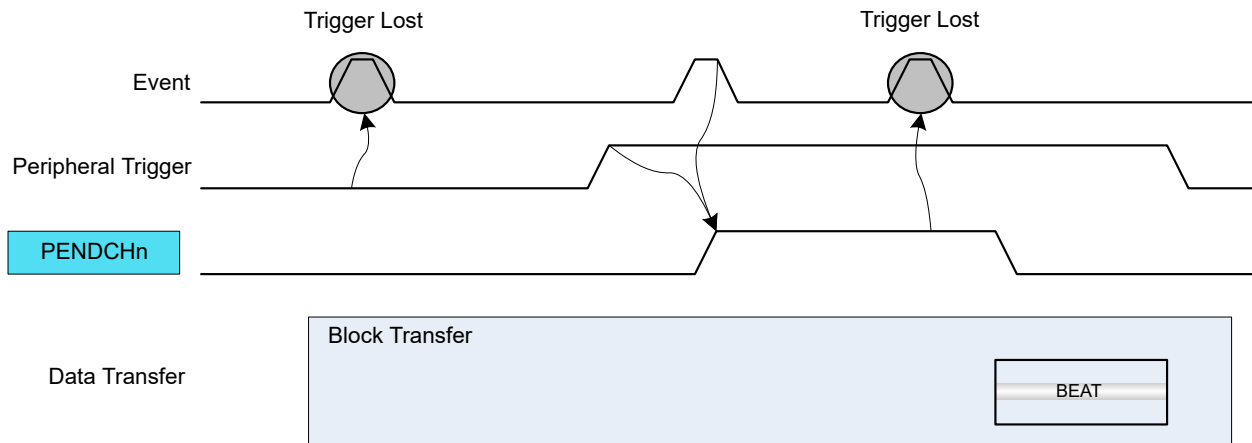 Trigger Lost
Trigger Lost
Event
Peripheral Trigger
PENDCHn
Block Transfer
Data Transfer
BEAT